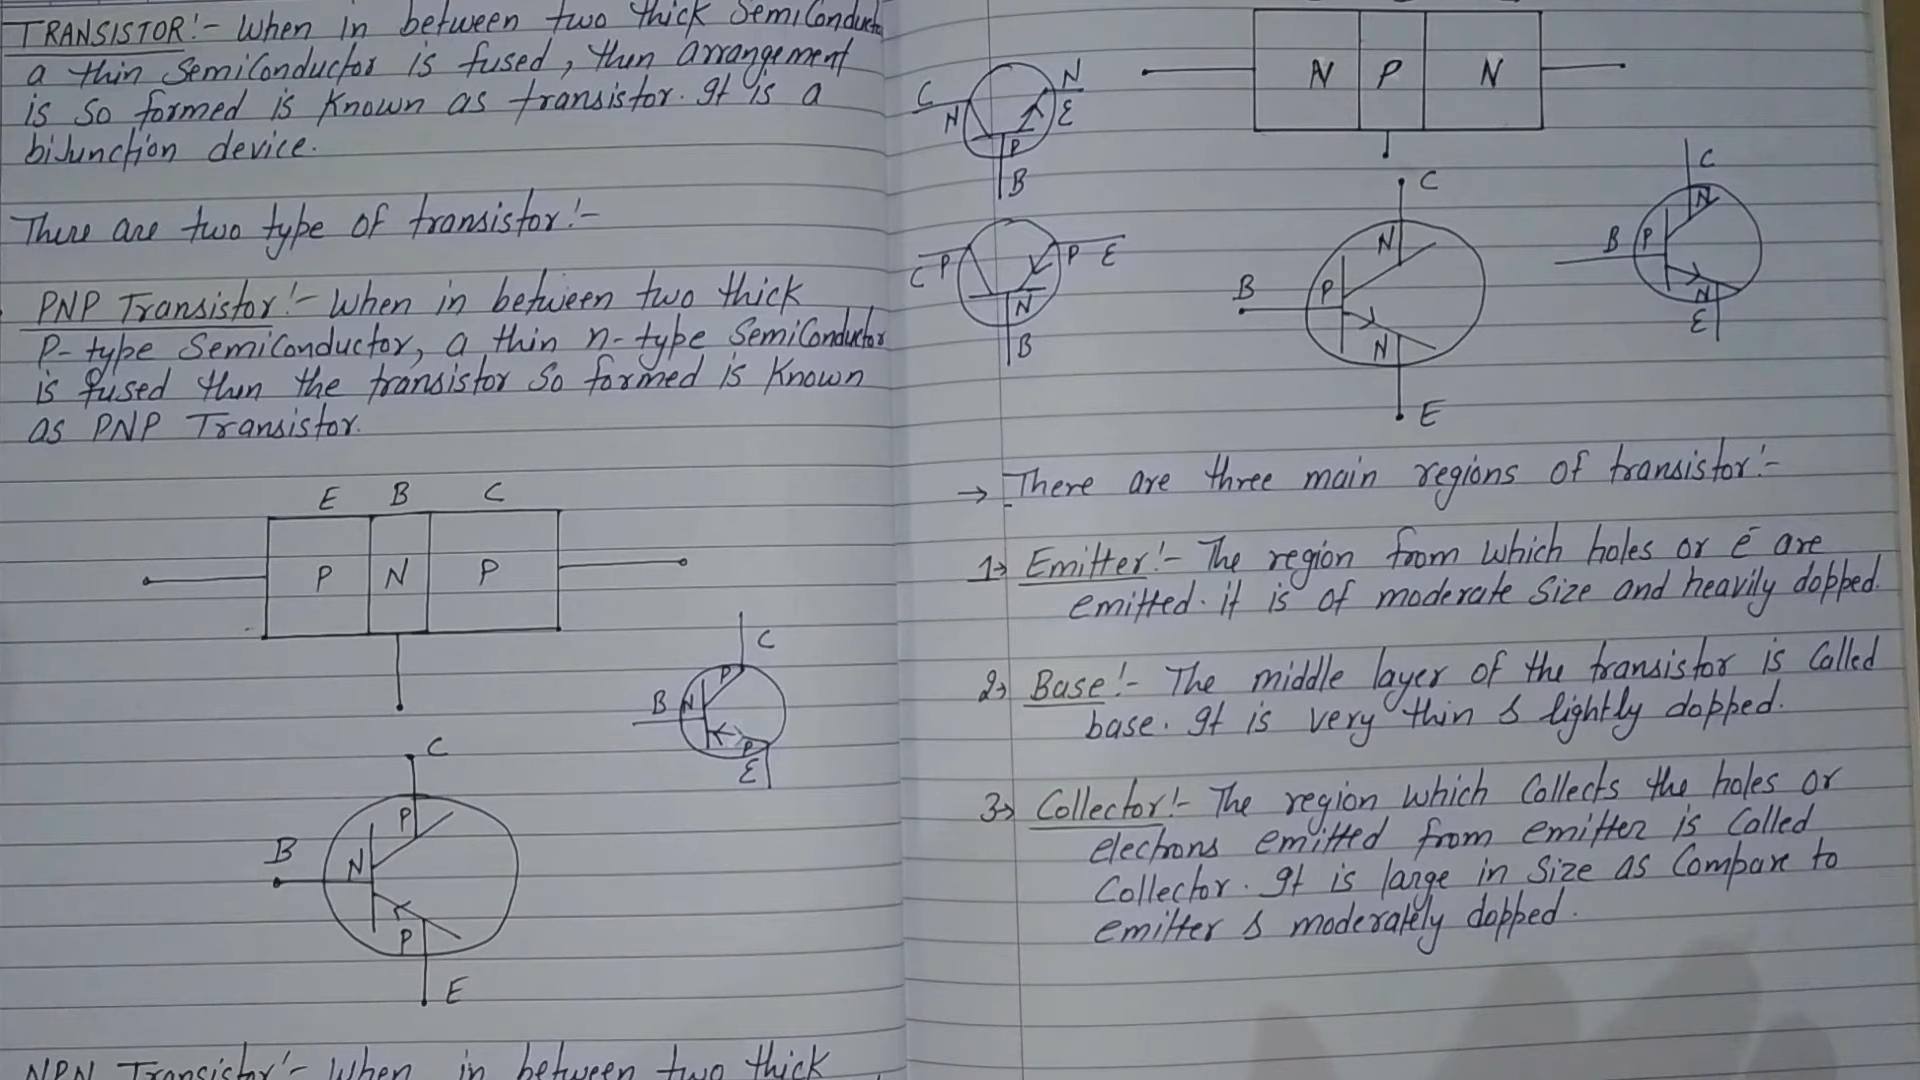 TRANSISTOR:- When in between two thick Semiconductor
a thin Semiconductor is fused, then arrangement
is so formed is Known as transistor. It is a
biJunction device.
There are two type of transistor:-
PNP Transistor:- When in between two thick
P-type Semiconductor, a thin n-type Semiconductor
is fused then the transistor so formed is Known
as PNP Transistor.
E B C
P N P
C
P
B N
P
E
C
P
B N
P
E
NPN Transistor:- When in between two thick
N P N
C N
N E
P
B
C P P E
N
B
C
N
B P
N
E
C
N
B P
N
E
→ There are three main regions of transistor:-
1→ Emitter:- The region from which holes or ē are
emitted. it is of moderate Size and heavily dopped.
2→ Base:- The middle layer of the transistor is Called
base. It is very thin & lightly dopped.
3→ Collector:- The region which Collects the holes or
electrons emitted from emitter is Called
Collector. It is large in Size as Compare to
emitter & moderately dopped.